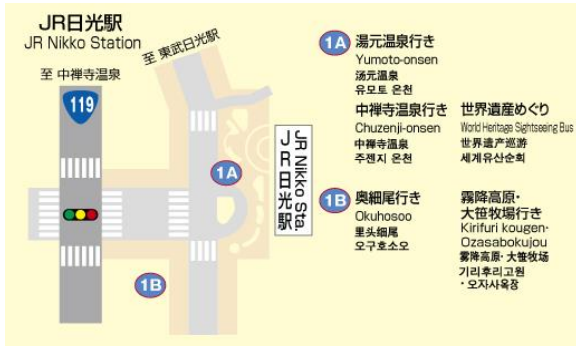 JR日光駅
JR Nikko Station
至 中禅寺温泉
至 東武日光駅
119
1A
1B
JR Nikko Sta.
JR日光駅
1A
湯元温泉行き
Yumoto-onsen
汤元温泉
유모토 온천
中禅寺温泉行き
Chuzenji-onsen
中禅寺温泉
주젠지 온천
世界遺産めぐり
World Heritage Sightseeing Bus
世界遗产巡游
세계유산순회
1B
奥細尾行き
Okuhosoo
里头细尾
오구호소오
霧降高原・
大笹牧場行き
Kirifuri kougen・
Ozasabokujou
雾降高原・大笹牧场
기리후리고원
・오자사목장